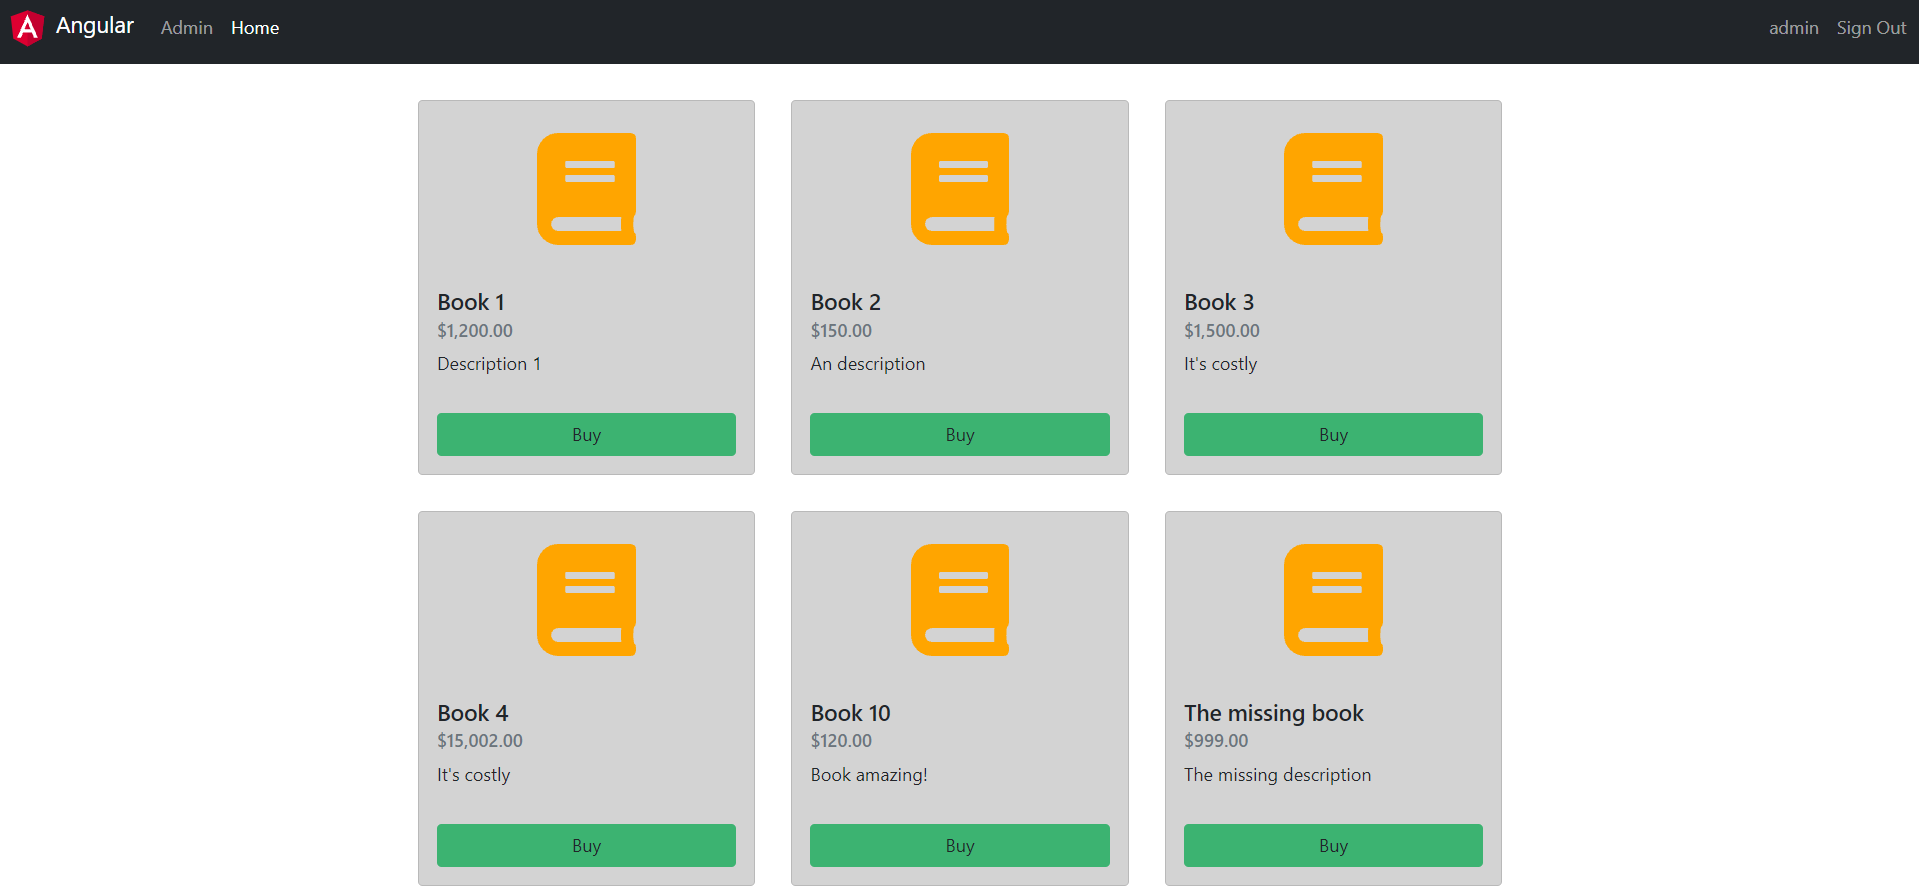 Angular Admin Home admin Sign Out
Book 1
$1,200.00
Description 1
Buy
Book 2
$150.00
An description
Buy
Book 3
$1,500.00
It's costly
Buy
Book 4
$15,002.00
It's costly
Buy
Book 10
$120.00
Book amazing!
Buy
The missing book
$999.00
The missing description
Buy